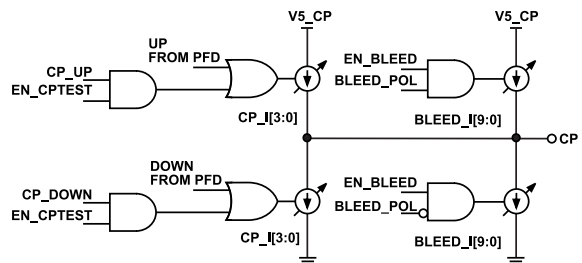 V5_CP
V5_CP
UP
FROM PFD
CP_UP
EN_CPTEST
EN_BLEED
BLEED_POL
CP_I[3:0]
BLEED_I[9:0]
CP
DOWN
FROM PFD
CP_DOWN
EN_CPTEST
EN_BLEED
BLEED_POL
CP_I[3:0]
BLEED_I[9:0]